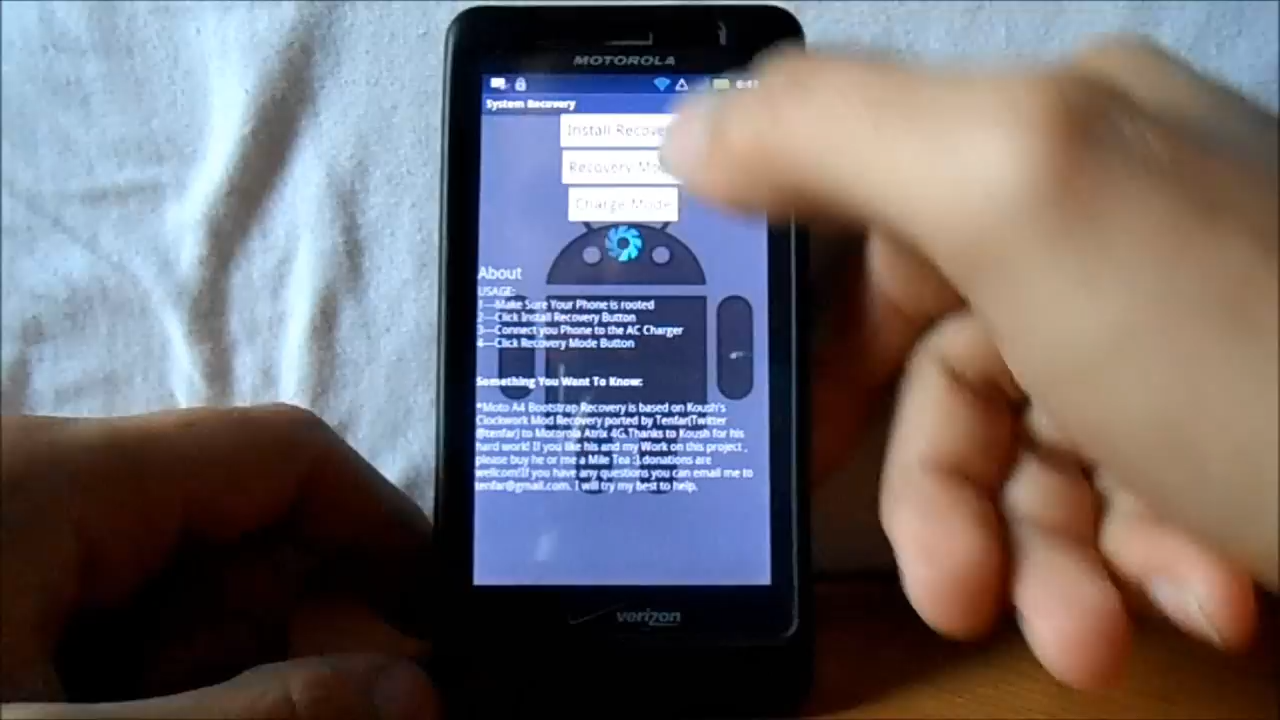 MOTOROLA
System Recovery
Install Recove
Recovery Mo
Charge Mode
About
USAGE:
1---Make Sure Your Phone is rooted
2---Click Install Recovery Button
3---Connect you Phone to the AC Charger
4---Click Recovery Mode Button
Something You Want To Know:
*Moto A4 Bootstrap Recovery is based on Koush's
Clockwork Mod Recovery ported by Tenfar(Twitter
@tenfar) to Motorola Atrix 4G.Thanks to Koush for his
hard work! If you like his and my Work on this project ,
please buy he or me a Mile Tea :).donations are
wellcom!If you have any questions you can email me to
tenfar@gmail.com. I will try my best to help.
verizon